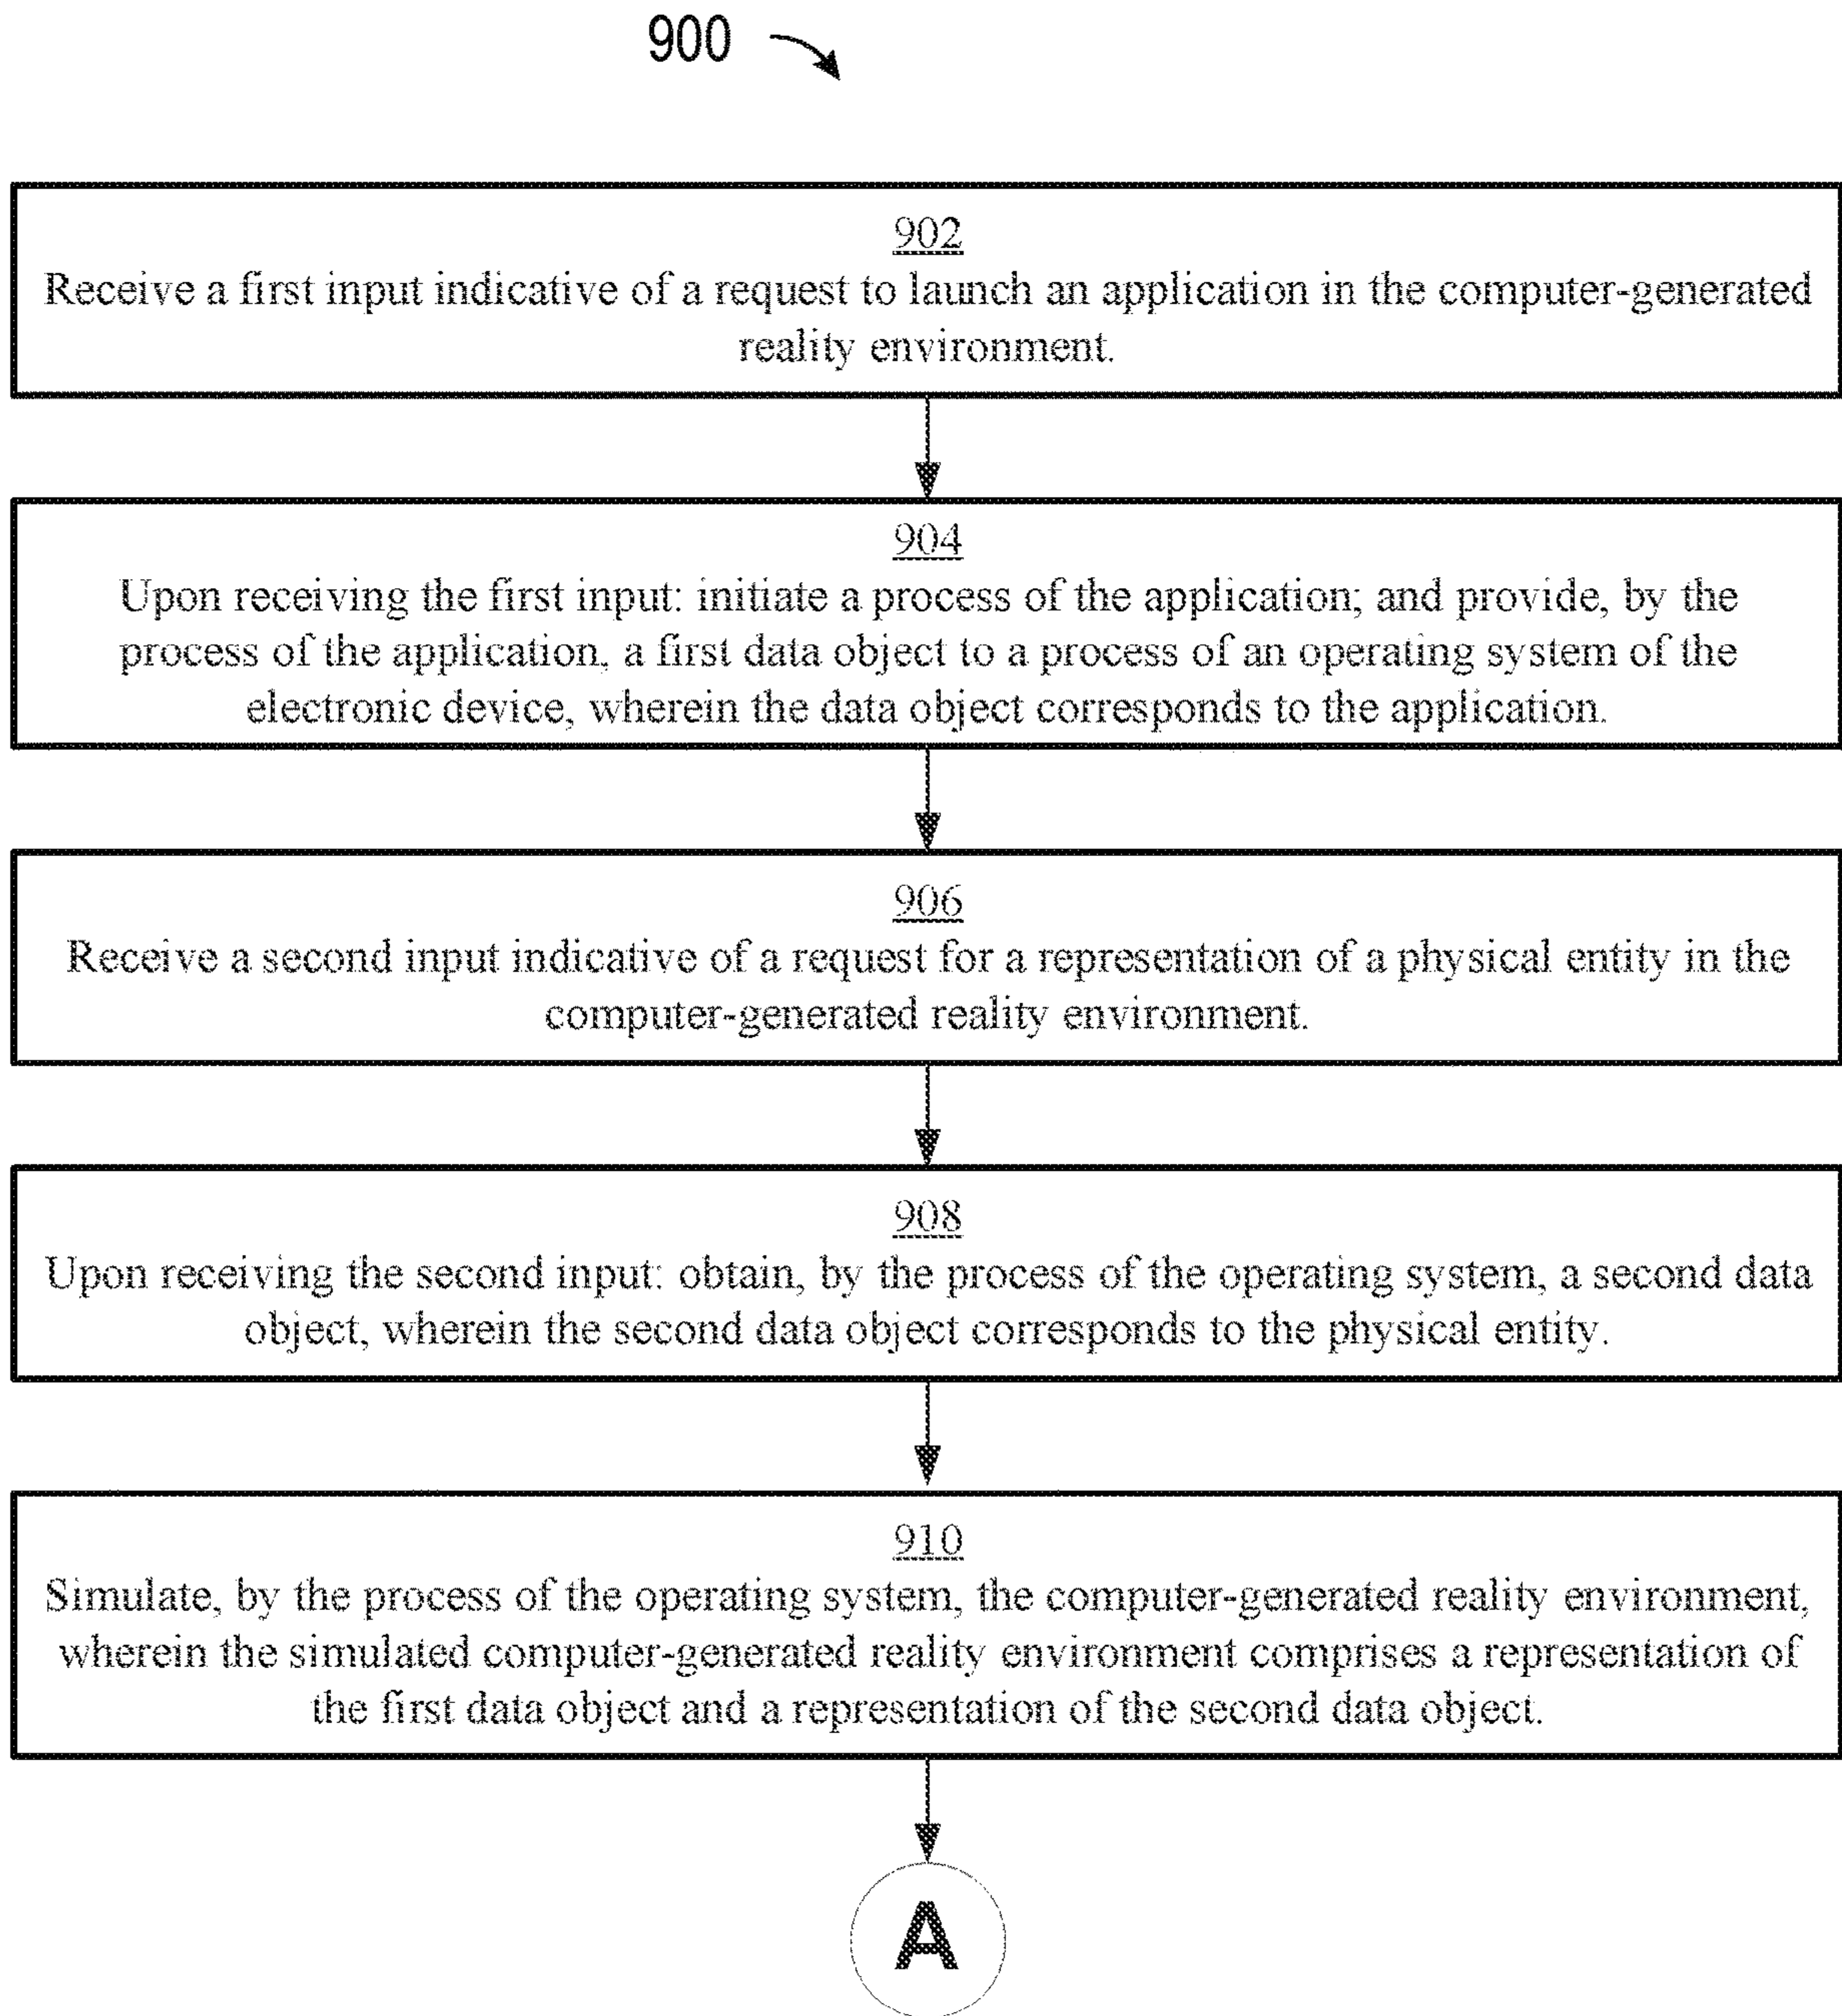 900
902
Receive a first input indicative of a request to launch an application in the computer-generated
reality environment.
904
Upon receiving the first input: initiate a process of the application; and provide, by the
process of the application, a first data object to a process of an operating system of the
electronic device, wherein the data object corresponds to the application.
906
Receive a second input indicative of a request for a representation of a physical entity in the
computer-generated reality environment.
908
Upon receiving the second input: obtain, by the process of the operating system, a second data
object, wherein the second data object corresponds to the physical entity.
910
Simulate, by the process of the operating system, the computer-generated reality environment,
wherein the simulated computer-generated reality environment comprises a representation of
the first data object and a representation of the second data object.
A